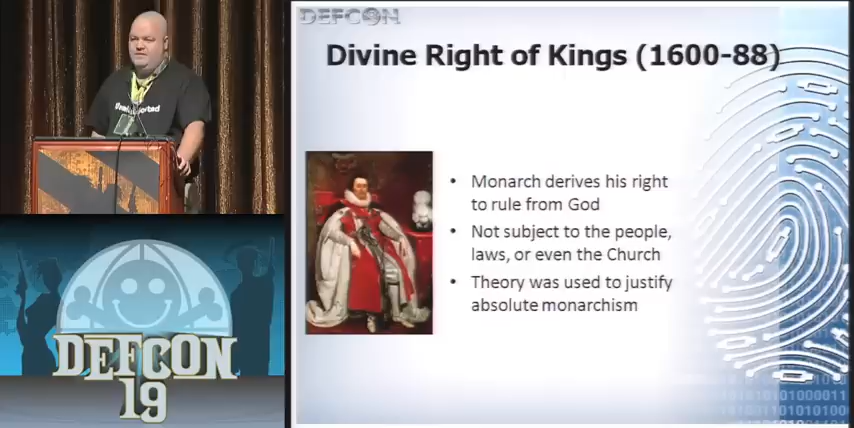 DEFCON
Divine Right of Kings (1600-88)
• Monarch derives his right
to rule from God
• Not subject to the people,
laws, or even the Church
• Theory was used to justify
absolute monarchism
DEFCON
19